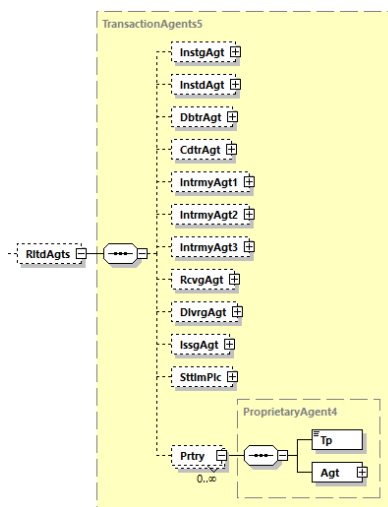 TransactionAgents5
InstgAgt
InstdAgt
DbtrAgt
CdtrAgt
IntrmyAgt1
IntrmyAgt2
IntrmyAgt3
RltdAgts
RcvgAgt
DlvrgAgt
IssgAgt
SttlmPlc
ProprietaryAgent4
Tp
Prtry
Agt
0..∞